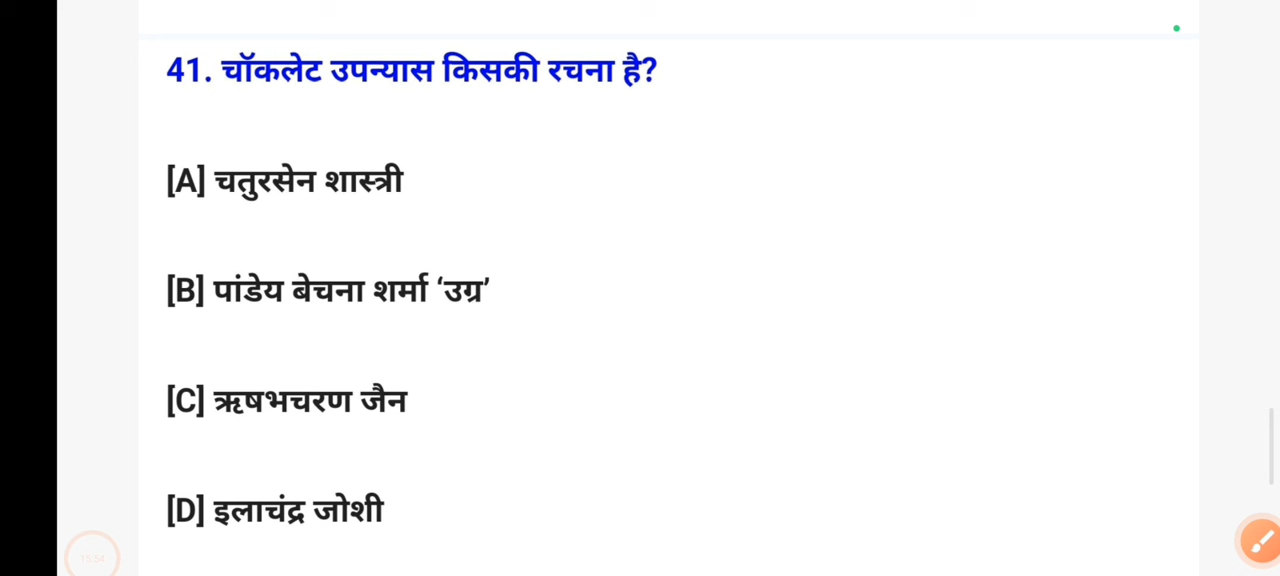 41. चॉकलेट उपन्यास किसकी रचना है?
[A] चतुरसेन शास्त्री
[B] पांडेय बेचना शर्मा ‘उग्र’
[C] ऋषभचरण जैन
[D] इलाचंद्र जोशी